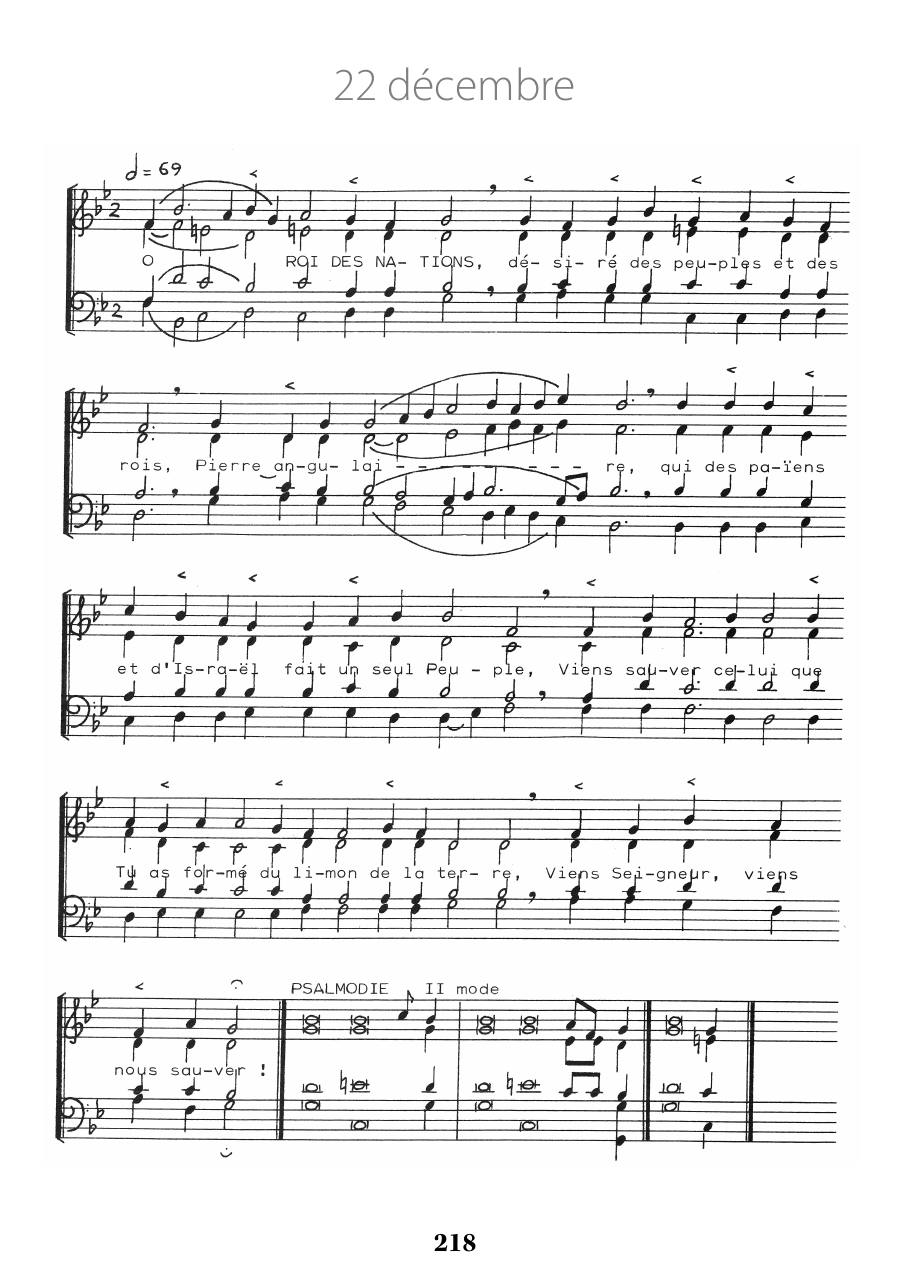 22 décembre
= 69
2
O ROI DES NA- TIONS, dé- si- ré des peu-ples et des
2
rois, Pierre an-gu- lai - - - - - - - - - - - re, qui des pa-ïens
et d'Is-ra-ël fait un seul Peu - ple, Viens sau-ver ce-lui que
Tu as for-mé du li-mon de la ter- re, Viens Sei-gneur, viens
PSALMODIE II mode
nous sau-ver !
218